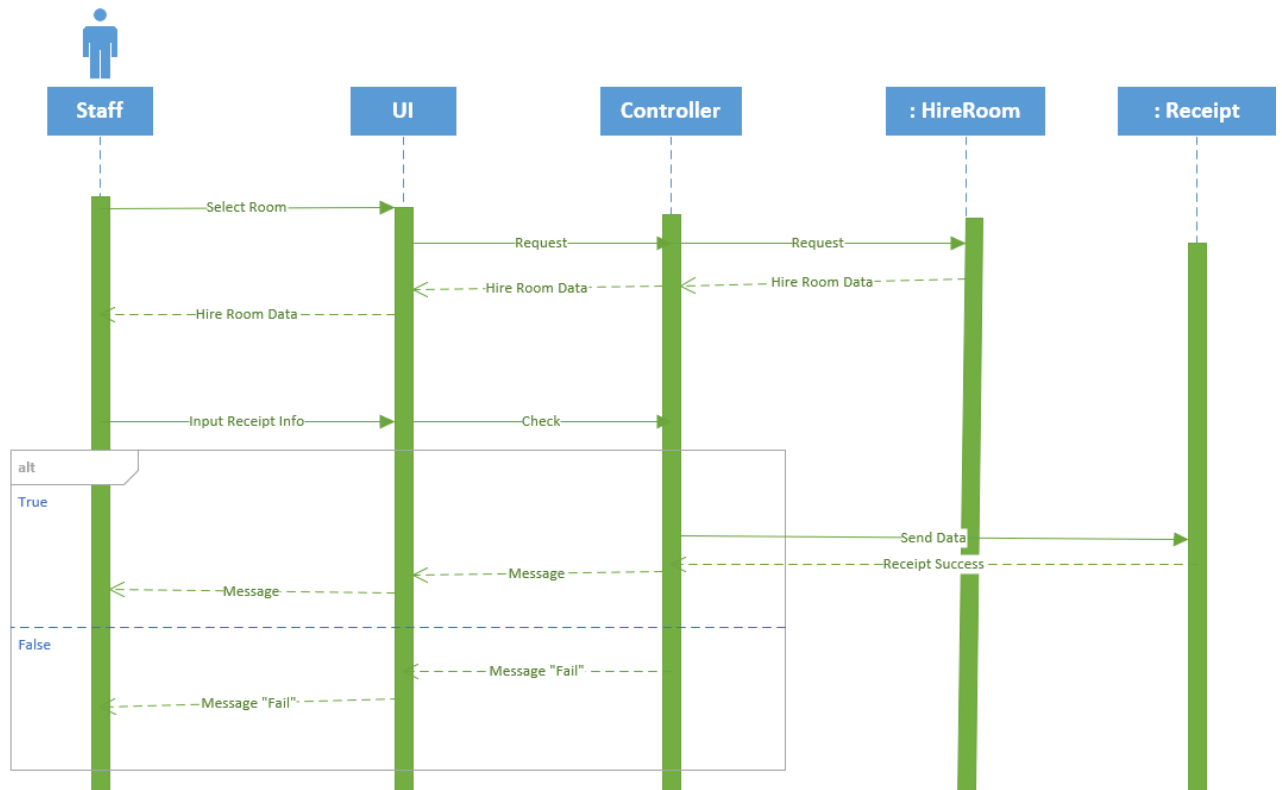 Staff
UI
Controller
: HireRoom
: Receipt
Select Room
Request
Request
Hire Room Data
Hire Room Data
Hire Room Data
Input Receipt Info
Check
alt
True
Send Data
Receipt Success
Message
Message
False
Message "Fail"
Message "Fail"